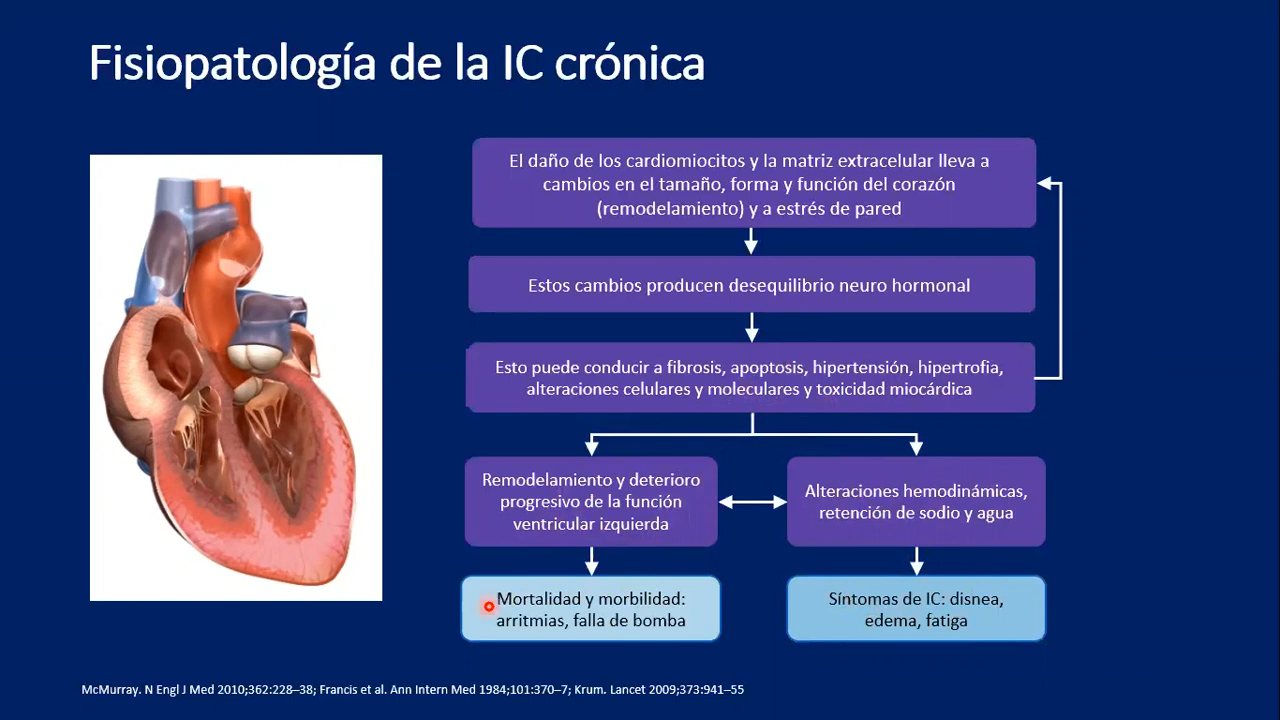 Fisiopatología de la IC crónica
El daño de los cardiomiocitos y la matriz extracelular lleva a
cambios en el tamaño, forma y función del corazón
(remodelamiento) y a estrés de pared
Estos cambios producen desequilibrio neuro hormonal
Esto puede conducir a fibrosis, apoptosis, hipertensión, hipertrofia,
alteraciones celulares y moleculares y toxicidad miocárdica
Remodelamiento y deterioro
progresivo de la función
ventricular izquierda
Alteraciones hemodinámicas,
retención de sodio y agua
Mortalidad y morbilidad:
arritmias, falla de bomba
Síntomas de IC: disnea,
edema, fatiga
McMurray. N Engl J Med 2010;362:228–38; Francis et al. Ann Intern Med 1984;101:370–7; Krum. Lancet 2009;373:941–55